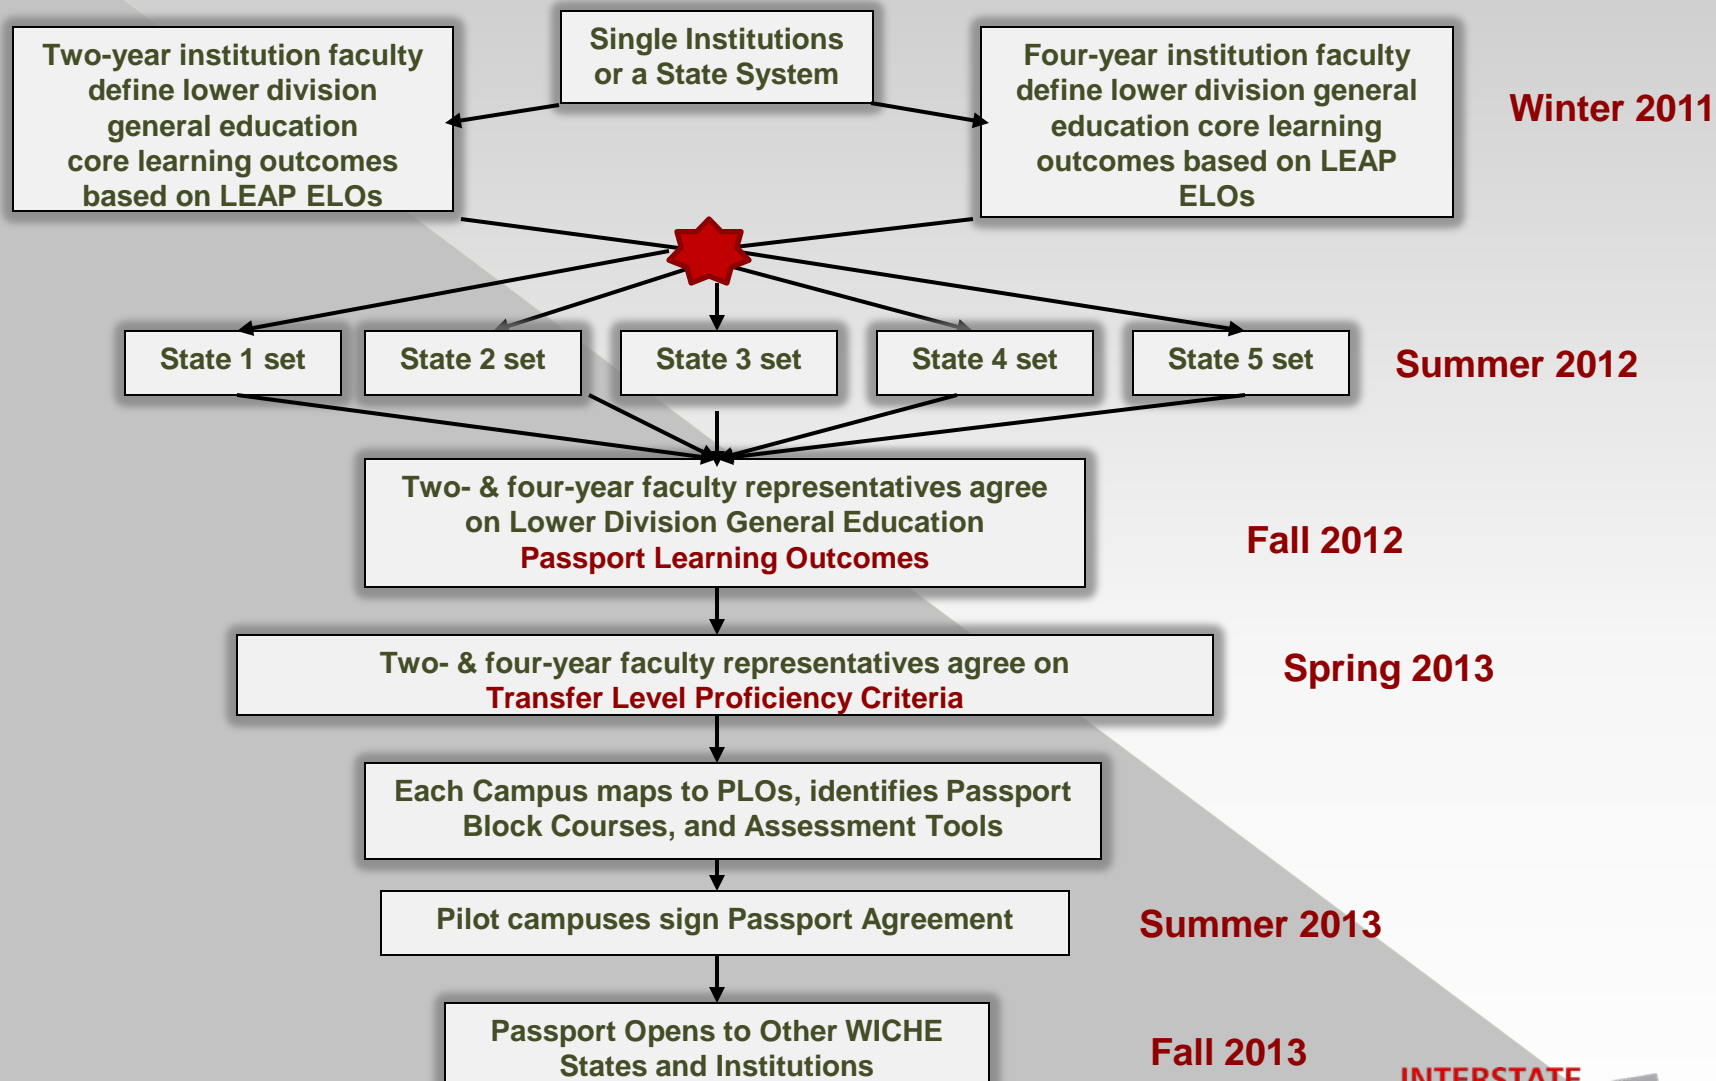 Single Institutions
or a State System
Two-year institution faculty
define lower division
general education
core learning outcomes
based on LEAP ELOs
Four-year institution faculty
define lower division general
education core learning
outcomes based on LEAP
ELOs
Winter 2011
State 1 set
State 2 set
State 3 set
State 4 set
State 5 set
Summer 2012
Two- & four-year faculty representatives agree
on Lower Division General Education
Passport Learning Outcomes
Fall 2012
Two- & four-year faculty representatives agree on
Transfer Level Proficiency Criteria
Spring 2013
Each Campus maps to PLOs, identifies Passport
Block Courses, and Assessment Tools
Pilot campuses sign Passport Agreement
Summer 2013
Passport Opens to Other WICHE
States and Institutions
Fall 2013
INTERSTATE